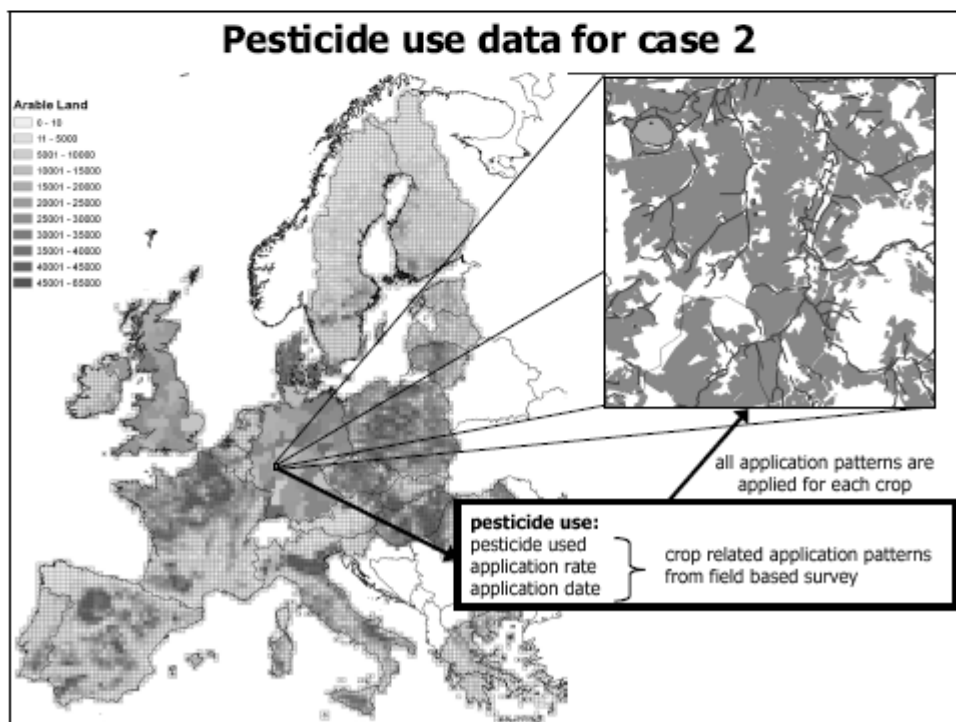 Pesticide use data for case 2
Arable Land
0 - 10
11 - 5000
5001 - 10000
10001 - 15000
15001 - 20000
20001 - 25000
25001 - 30000
30001 - 35000
35001 - 40000
40001 - 45000
45001 - 65000
all application patterns are
applied for each crop
pesticide use:
pesticide used
application rate
application date
crop related application patterns
from field based survey